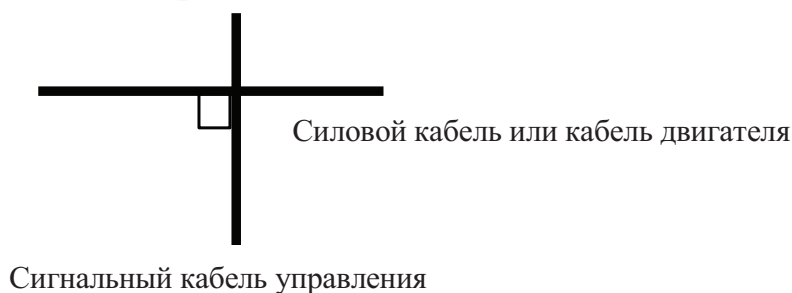 Силовой кабель или кабель двигателя
Сигнальный кабель управления